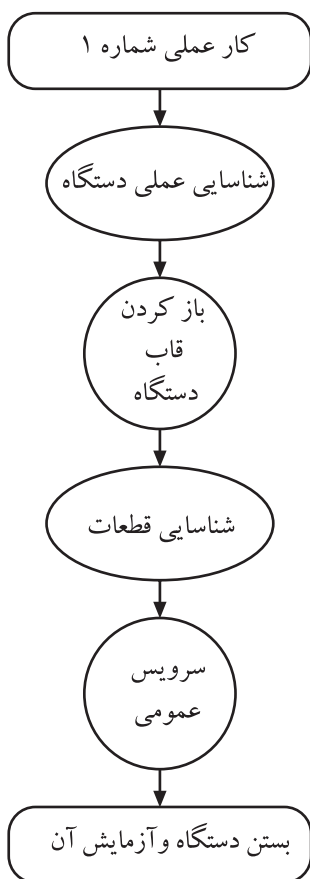 کار عملی شماره ۱
شناسایی عملی دستگاه
باز کردن
قاب
دستگاه
شناسایی قطعات
سرویس
عمومی
بستن دستگاه وآزمایش آن